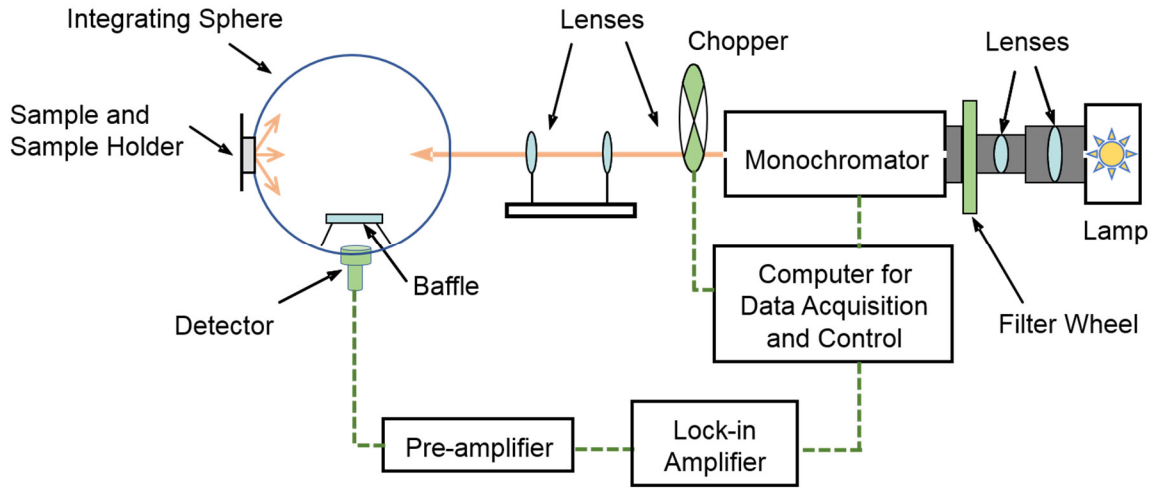 Integrating Sphere
Lenses
Chopper
Lenses
Sample and
Sample Holder
Monochromator
Lamp
Baffle
Detector
Computer for
Data Acquisition
and Control
Filter Wheel
Pre-amplifier
Lock-in
Amplifier